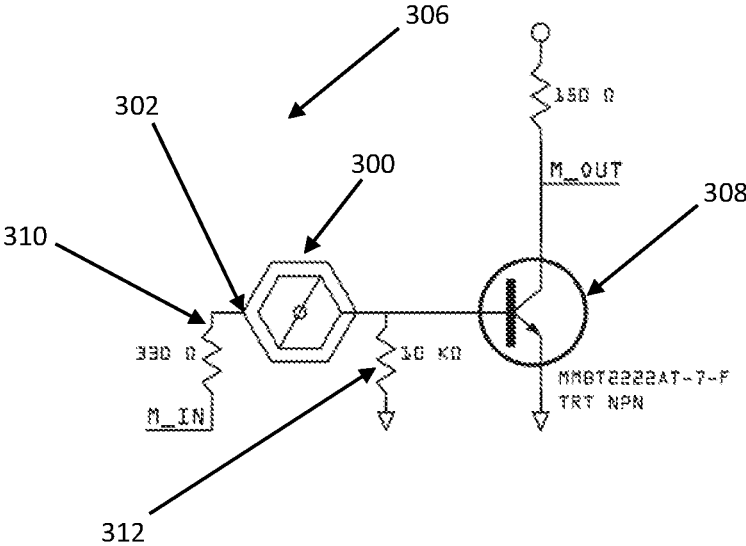 306
302
150 Ω
300
M_OUT
308
310
330 Ω
10 KΩ
MMBT2222AT-7-F
TRT NPN
M_IN
312